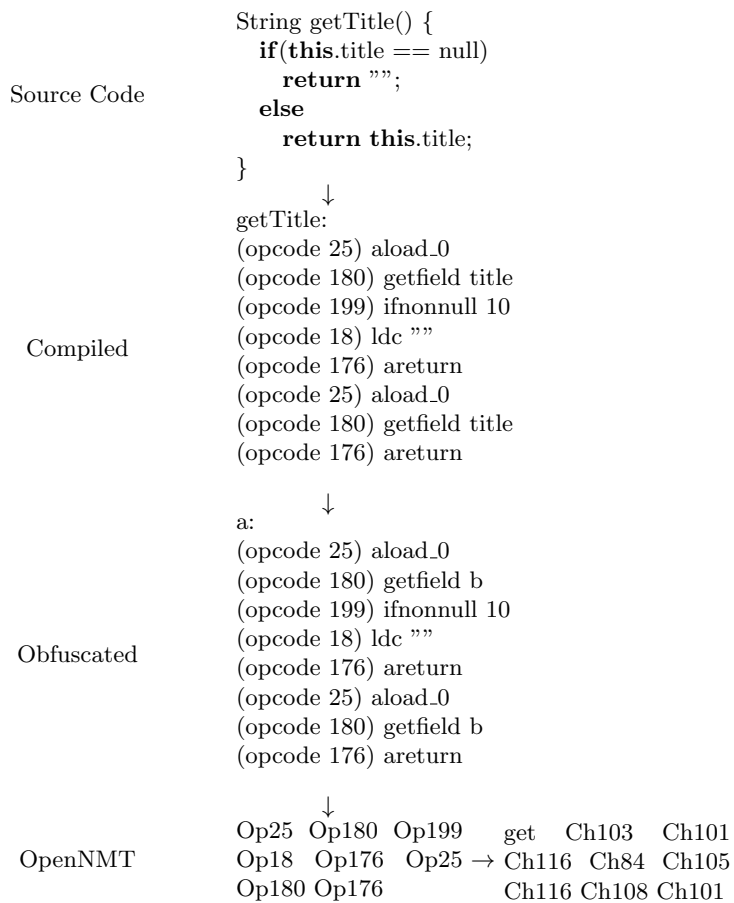 String getTitle() {
if(this.title == null)
return ”";
Source Code
else
return this.title;
}
↓
getTitle:
(opcode 25) aload_0
(opcode 180) getfield title
(opcode 199) ifnonnull 10
(opcode 18) ldc ””
Compiled
(opcode 176) areturn
(opcode 25) aload_0
(opcode 180) getfield title
(opcode 176) areturn
↓
a:
(opcode 25) aload_0
(opcode 180) getfield b
(opcode 199) ifnonnull 10
(opcode 18) ldc ””
Obfuscated
(opcode 176) areturn
(opcode 25) aload_0
(opcode 180) getfield b
(opcode 176) areturn
↓
Op25 Op180 Op199 get Ch103 Ch101
OpenNMT Op18 Op176 Op25 → Ch116 Ch84 Ch105
Op180 Op176 Ch116 Ch108 Ch101